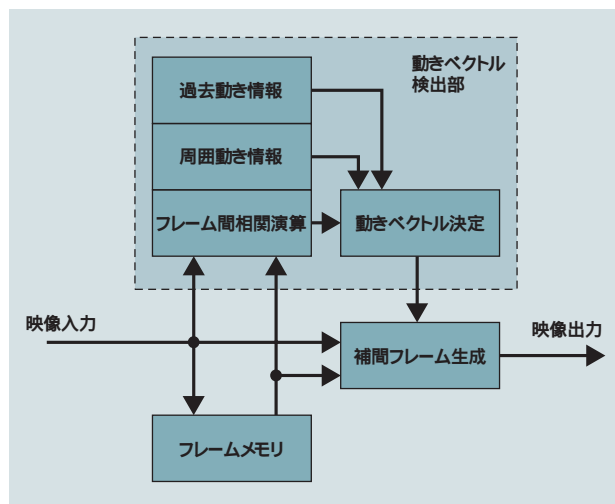 動きベクトル
検出部
過去動き情報
周囲動き情報
フレーム間相関演算
動きベクトル決定
映像入力
映像出力
補間フレーム生成
フレームメモリ